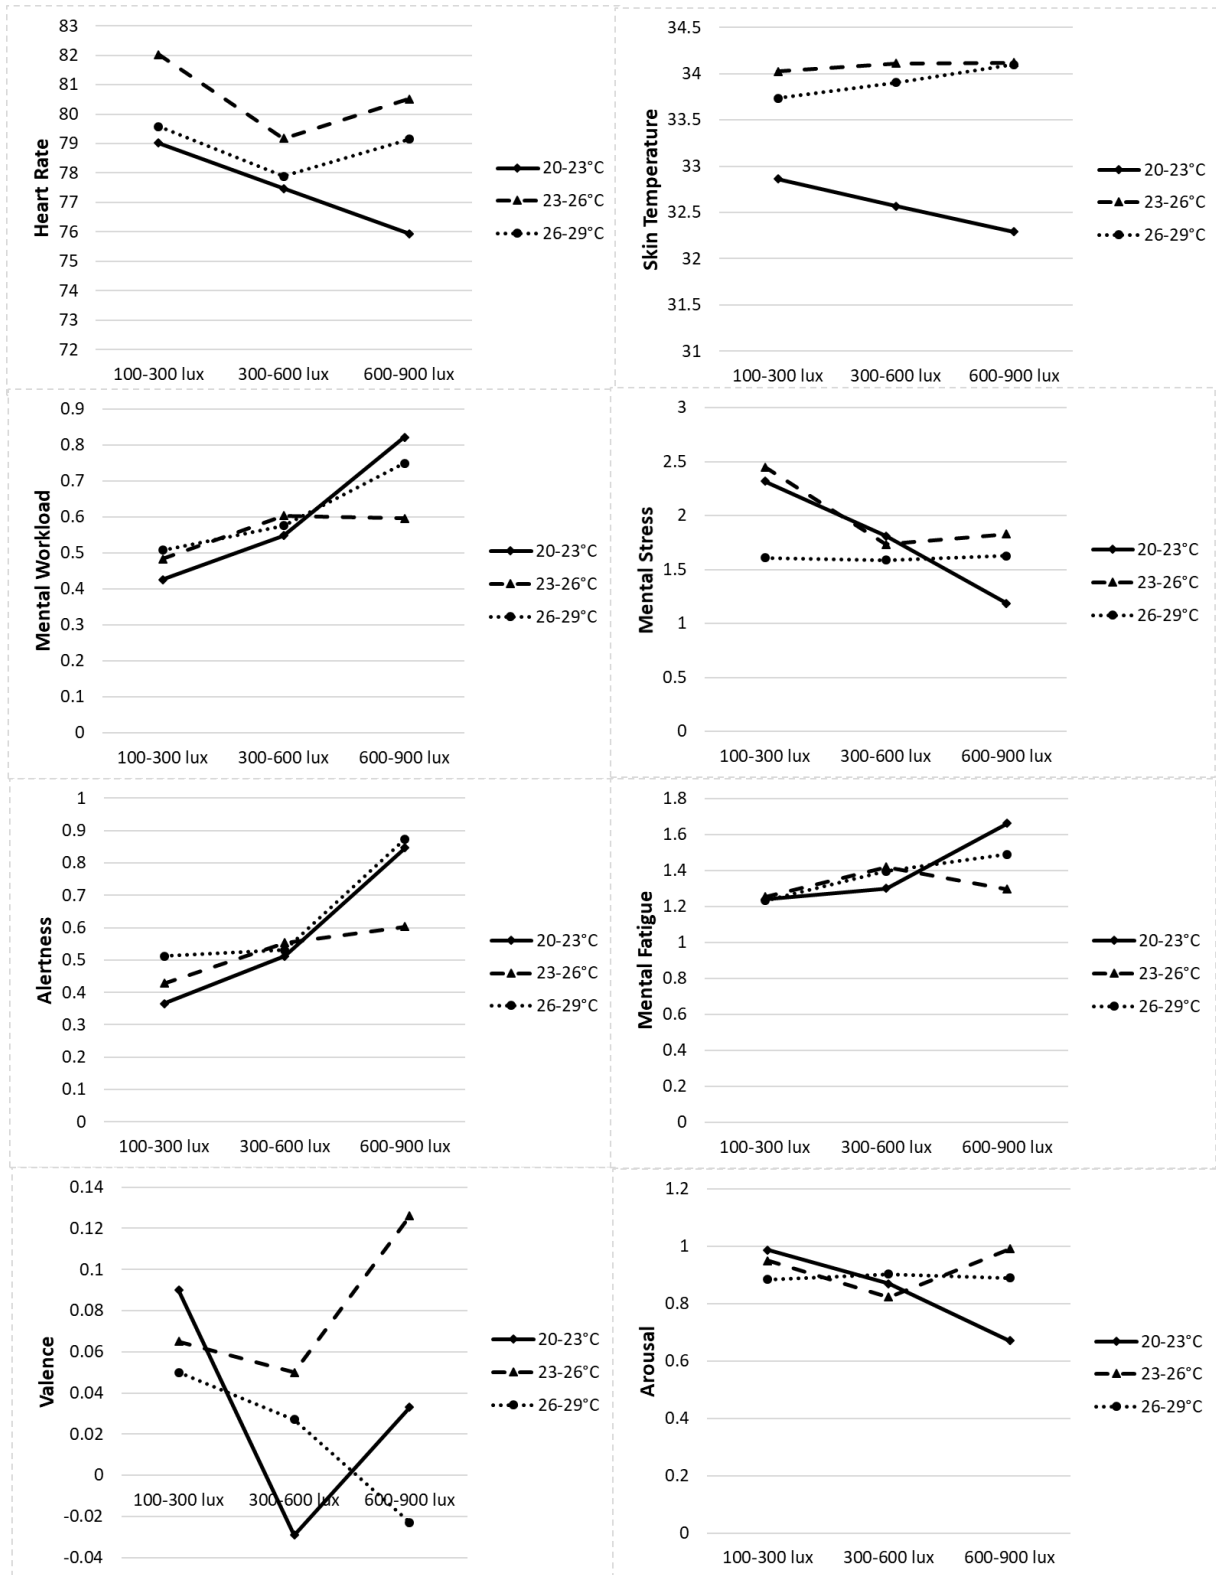 Heart Rate
83
82
81
80
79
78
77
76
75
74
73
72
100-300 lux 300-600 lux 600-900 lux
20-23°C
23-26°C
26-29°C
Skin Temperature
34.5
34
33.5
33
32.5
32
31.5
31
100-300 lux 300-600 lux 600-900 lux
20-23°C
23-26°C
26-29°C
Mental Workload
0.9
0.8
0.7
0.6
0.5
0.4
0.3
0.2
0.1
0
100-300 lux 300-600 lux 600-900 lux
20-23°C
23-26°C
26-29°C
Mental Stress
3
2.5
2
1.5
1
0.5
0
100-300 lux 300-600 lux 600-900 lux
20-23°C
23-26°C
26-29°C
Alertness
1
0.9
0.8
0.7
0.6
0.5
0.4
0.3
0.2
0.1
0
100-300 lux 300-600 lux 600-900 lux
20-23°C
23-26°C
26-29°C
Mental Fatigue
1.8
1.6
1.4
1.2
1
0.8
0.6
0.4
0.2
0
100-300 lux 300-600 lux 600-900 lux
20-23°C
23-26°C
26-29°C
Valence
0.14
0.12
0.1
0.08
0.06
0.04
0.02
0
-0.02
-0.04
100-300 lux 300-600 lux 600-900 lux
20-23°C
23-26°C
26-29°C
Arousal
1.2
1
0.8
0.6
0.4
0.2
0
100-300 lux 300-600 lux 600-900 lux
20-23°C
23-26°C
26-29°C